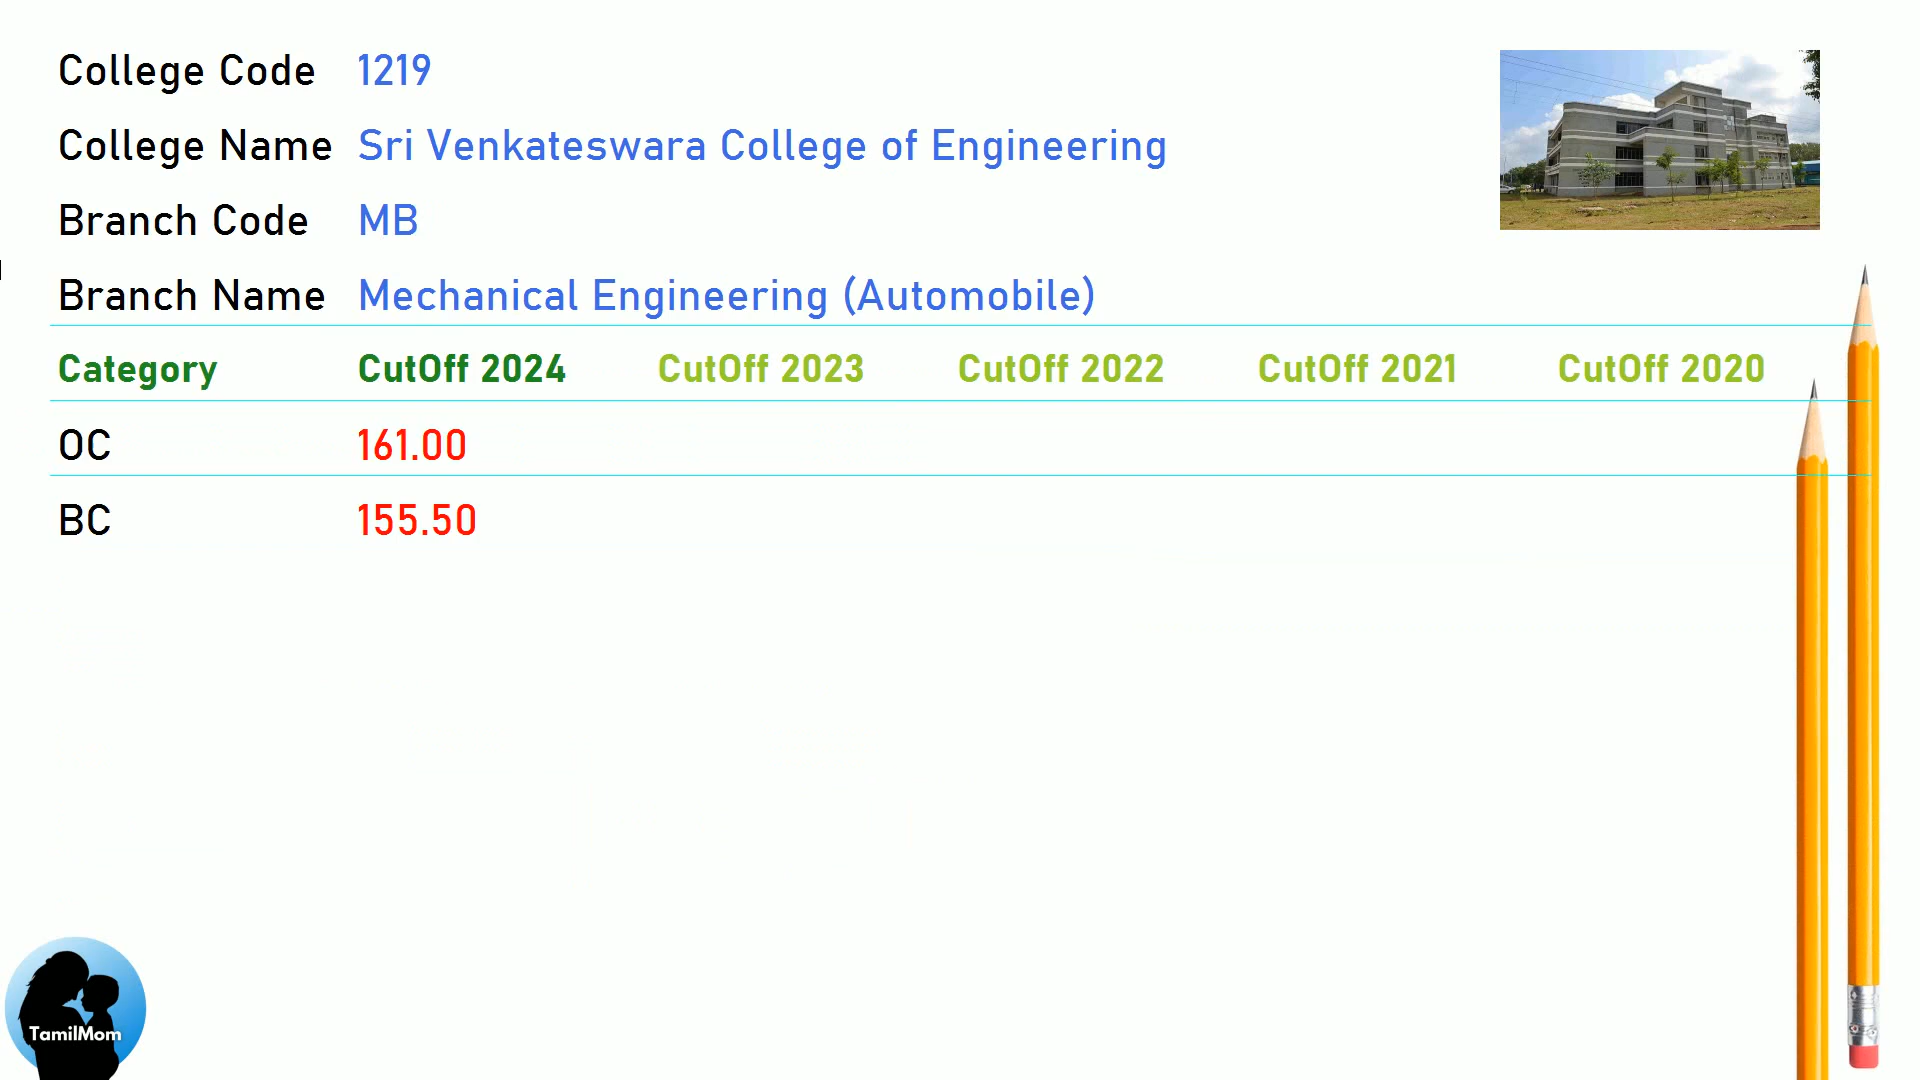 College Code 1219
College Name Sri Venkateswara College of Engineering
Branch Code MB
Branch Name Mechanical Engineering (Automobile)
Category CutOff 2024 CutOff 2023 CutOff 2022 CutOff 2021 CutOff 2020
OC 161.00
BC 155.50
TamilMom